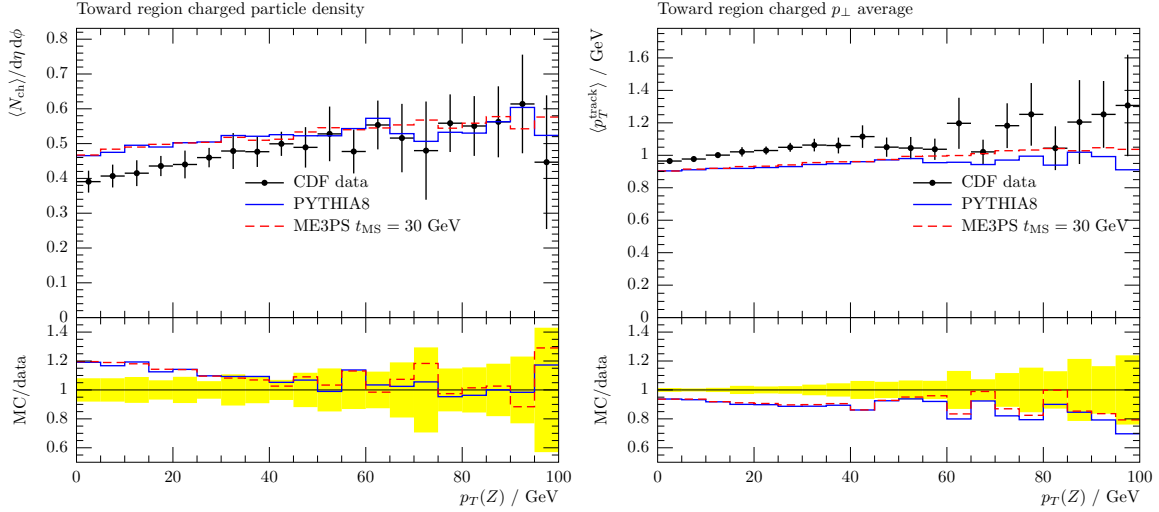 Toward region charged particle density
⟨N_ch⟩/dη dϕ
0.8
0.7
0.6
0.5
0.4
0.3
0.2
0.1
0
CDF data
PYTHIA8
ME3PS t_MS = 30 GeV
MC/data
1.4
1.2
1
0.8
0.6
0 20 40 60 80 100
p_T(Z) / GeV
Toward region charged p_⊥ average
⟨p_T^track⟩ / GeV
1.6
1.4
1.2
1
0.8
0.6
0.4
0.2
0
CDF data
PYTHIA8
ME3PS t_MS = 30 GeV
MC/data
1.4
1.2
1
0.8
0.6
0 20 40 60 80 100
p_T(Z) / GeV